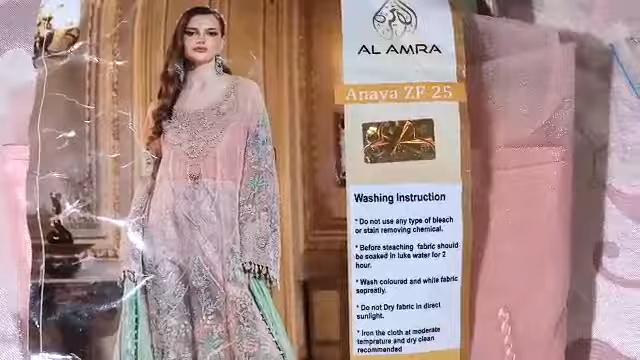 AL AMRA
Anaya ZF 25
Washing Instruction
* Do not use any type of bleach
or stain removing chemical.
* Before steaching fabric should
be soaked in luke water for 2
hour.
* Wash coloured and white fabric
sepreatly.
* Do not Dry fabric in direct
sunlight.
* Iron the cloth at moderate
temprature and dry clean
recommanded